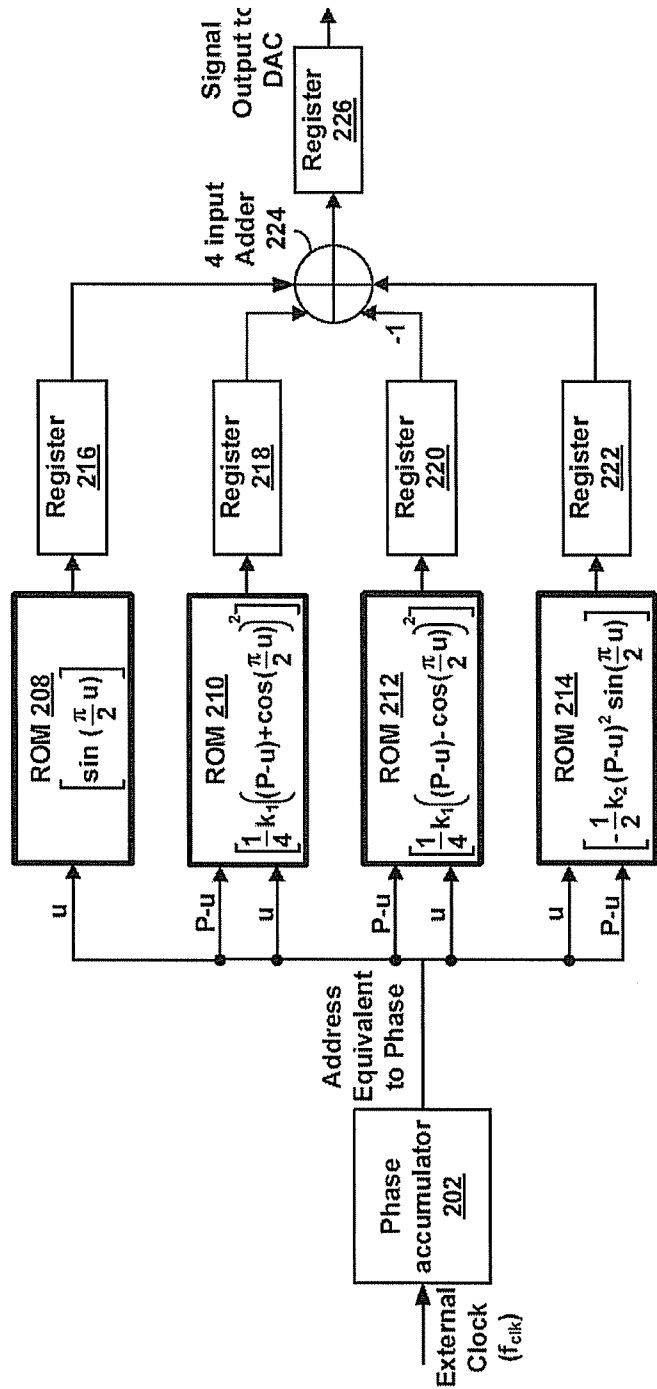 External
Clock
(f_clk)
Phase
accumulator
202
Address
Equivalent
to Phase
u
P-u
u
P-u
u
u
P-u
ROM 208
[sin (π/2 u)]
ROM 210
[1/4 k₁((P-u)+cos(π/2 u))²]
ROM 212
[1/4 k₁((P-u)-cos(π/2 u))²]
ROM 214
[-1/2 k₂(P-u)² sin(π/2 u)]
Register
216
Register
218
Register
220
Register
222
4 input
Adder
224
-1
Register
226
Signal
Output to
DAC